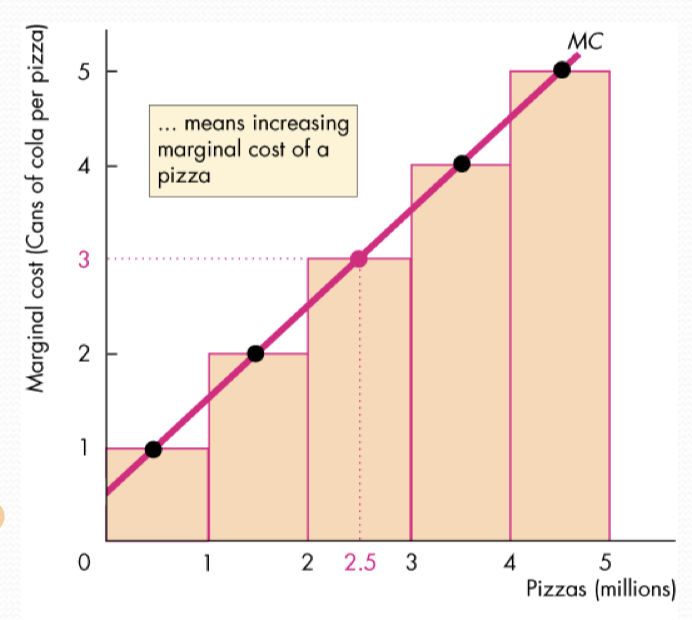 Marginal cost (Cans of cola per pizza)
MC
5
... means increasing
marginal cost of a
pizza
4
3
2
1
0 1 2 2.5 3 4 5
Pizzas (millions)